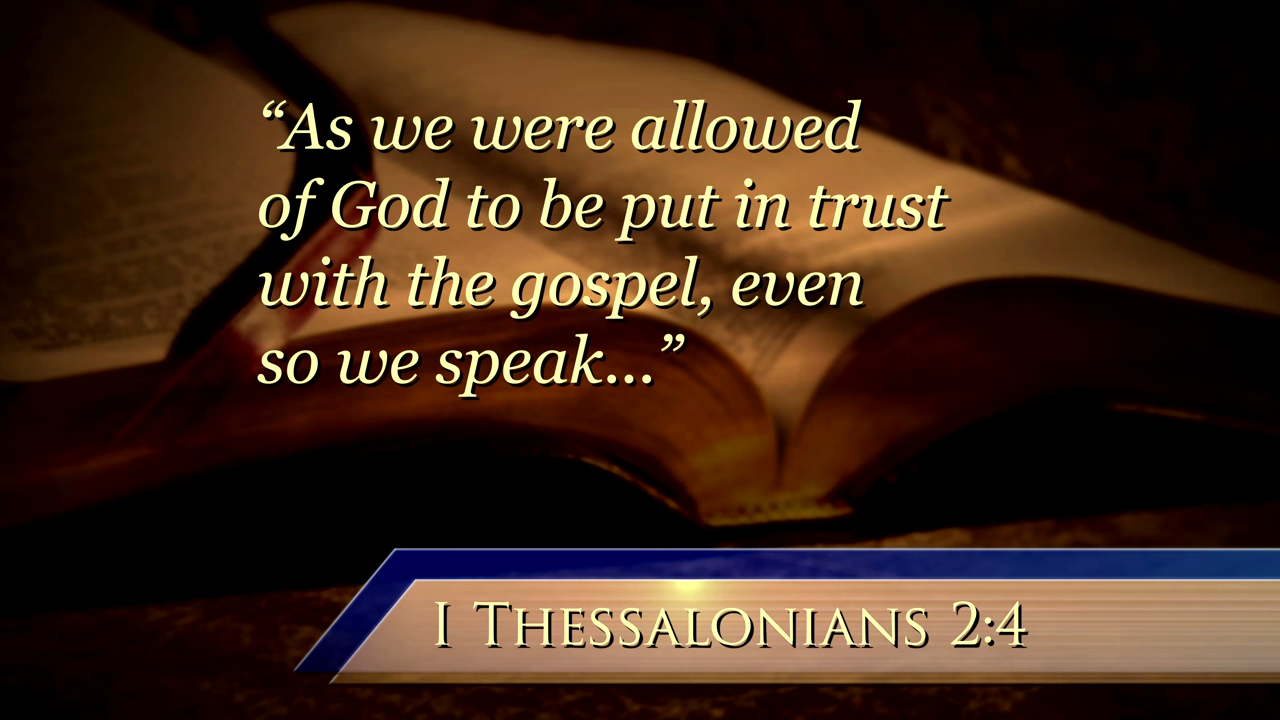 “As we were allowed
of God to be put in trust
with the gospel, even
so we speak...”
I Thessalonians 2:4